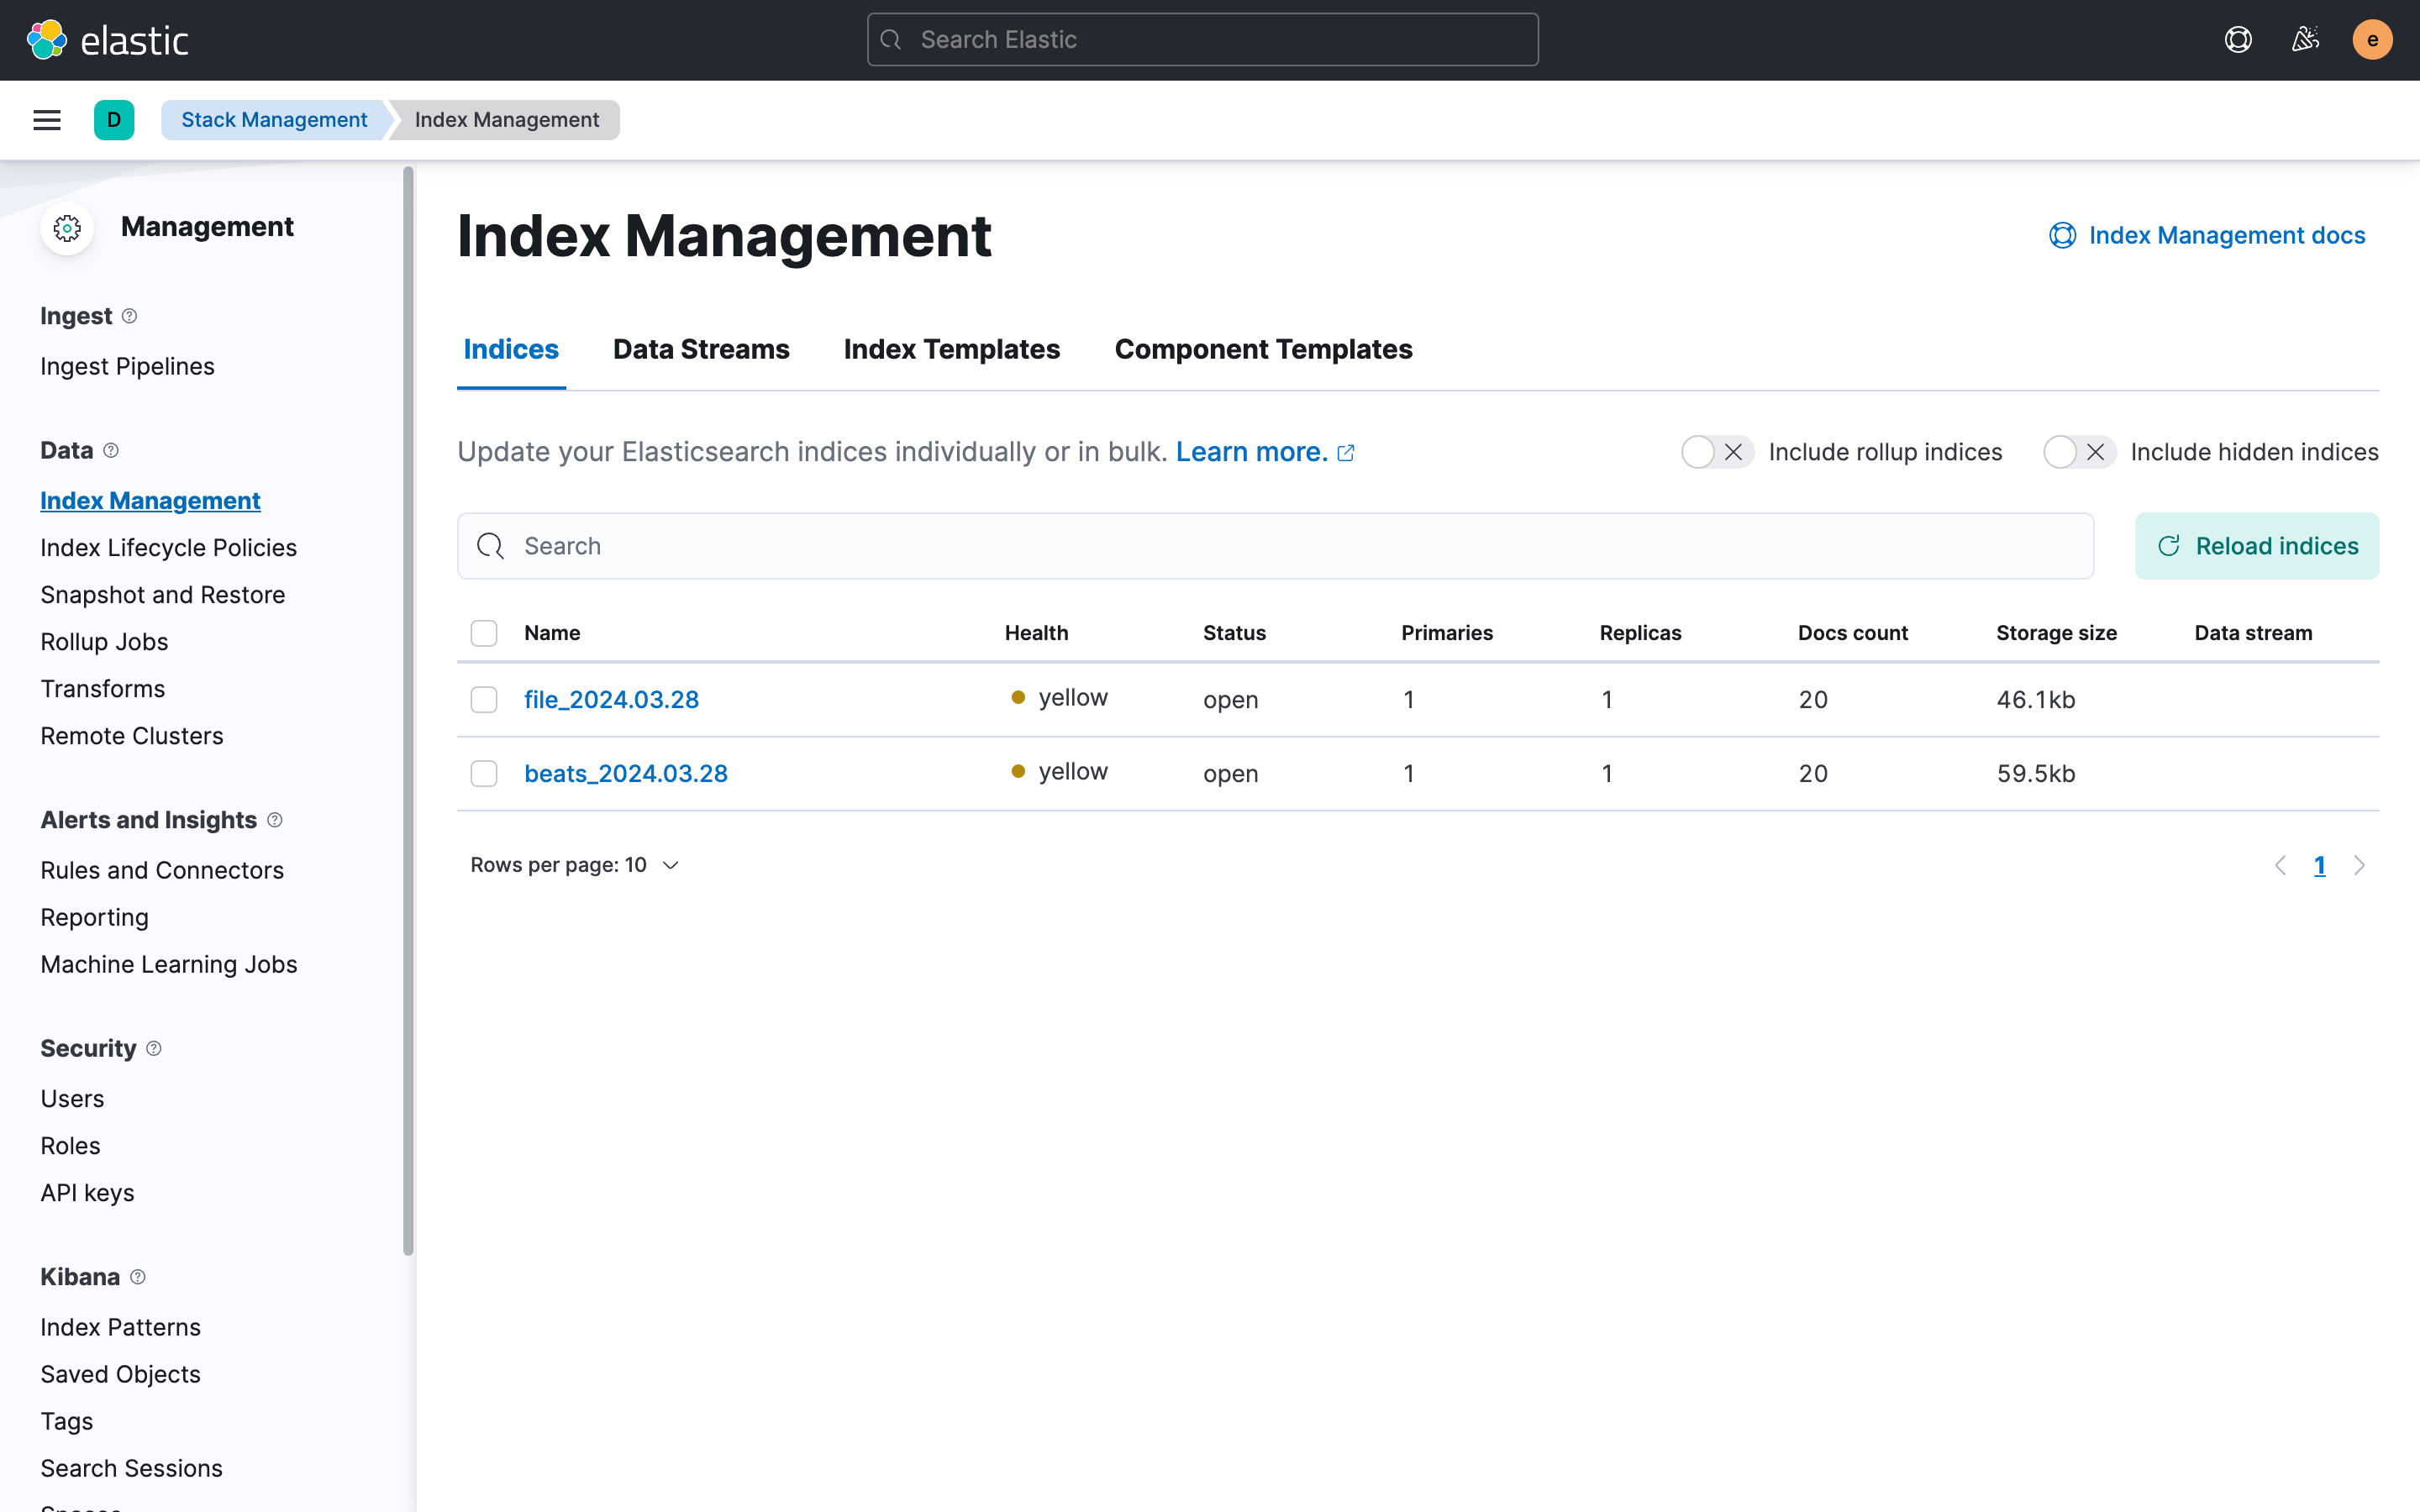 elastic
Search Elastic
e
D
Stack Management
Index Management
Management
Ingest
Ingest Pipelines
Data
Index Management
Index Lifecycle Policies
Snapshot and Restore
Rollup Jobs
Transforms
Remote Clusters
Alerts and Insights
Rules and Connectors
Reporting
Machine Learning Jobs
Security
Users
Roles
API keys
Kibana
Index Patterns
Saved Objects
Tags
Search Sessions
Index Management
Index Management docs
Indices Data Streams Index Templates Component Templates
Update your Elasticsearch indices individually or in bulk. Learn more.
Include rollup indices
Include hidden indices
Search
Reload indices
Name Health Status Primaries Replicas Docs count Storage size Data stream
file_2024.03.28 yellow open 1 1 20 46.1kb
beats_2024.03.28 yellow open 1 1 20 59.5kb
Rows per page: 10
1